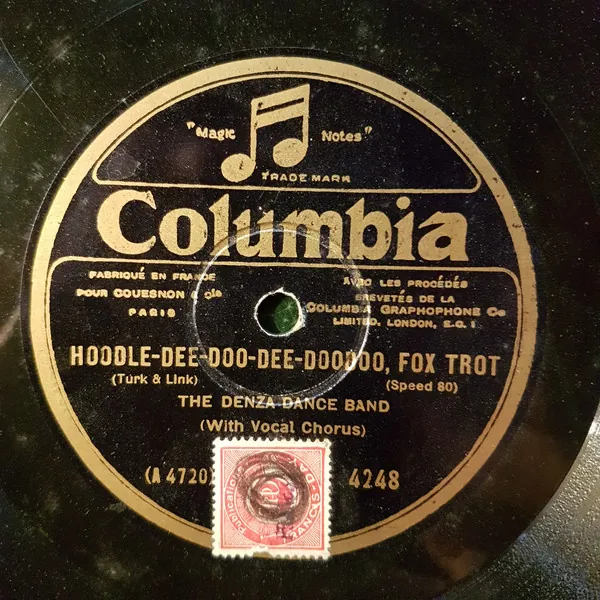 "Magic Notes"
TRADE MARK
Columbia
FABRIQUÉ EN FRANCE
POUR COUESNON & Cie
PARIS
AVEC LES PROCÉDÉS
BREVETÉS DE LA
COLUMBIA GRAPHOPHONE Co
LIMITED. LONDON, E.C. 1
HOODLE-DEE-DOO-DEE-DOODOO, FOX TROT
(Turk & Link) (Speed 80)
THE DENZA DANCE BAND
(With Vocal Chorus)
(A 4720) 4248